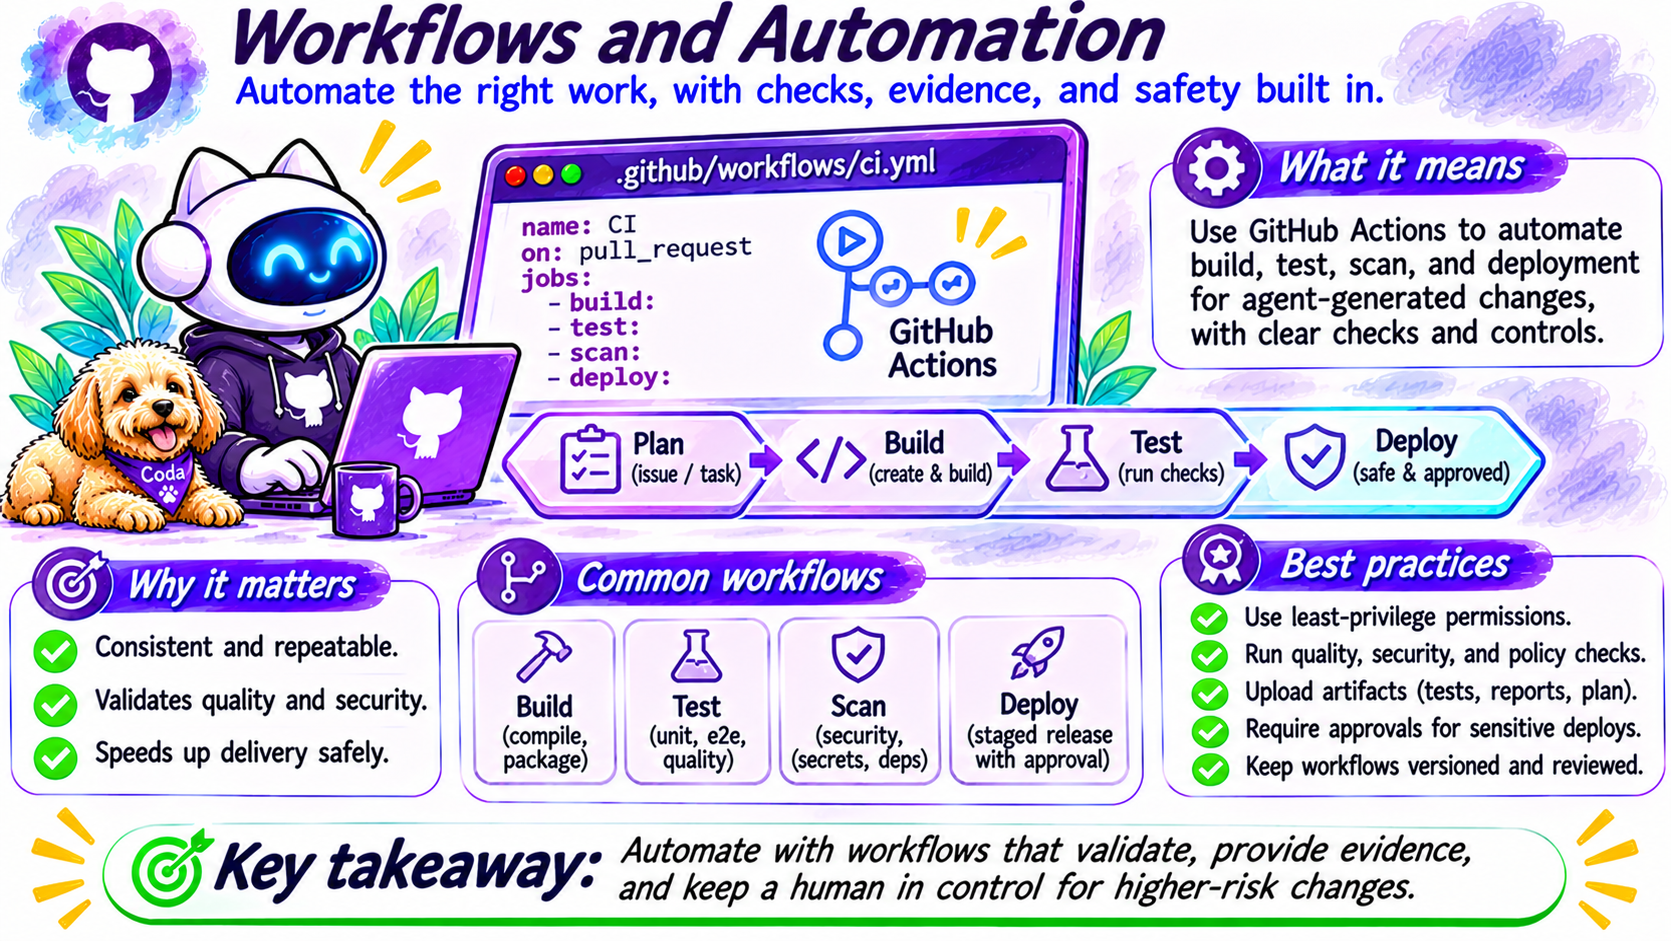 Workflows and Automation
Automate the right work, with checks, evidence, and safety built in.
.github/workflows/ci.yml
name: CI
on: pull_request
jobs:
- build:
- test:
- scan:
- deploy:
GitHub
Actions
What it means
Use GitHub Actions to automate
build, test, scan, and deployment
for agent-generated changes,
with clear checks and controls.
Coda
Plan
(issue / task)
Build
(create & build)
Test
(run checks)
Deploy
(safe & approved)
Why it matters
Consistent and repeatable.
Validates quality and security.
Speeds up delivery safely.
Common workflows
Build
(compile,
package)
Test
(unit, e2e,
quality)
Scan
(security,
(secrets, deps)
Deploy
(staged release
with approval)
Best practices
Use least-privilege permissions.
Run quality, security, and policy checks.
Upload artifacts (tests, reports, plan).
Require approvals for sensitive deploys.
Keep workflows versioned and reviewed.
Key takeaway:
Automate with workflows that validate, provide evidence,
and keep a human in control for higher-risk changes.